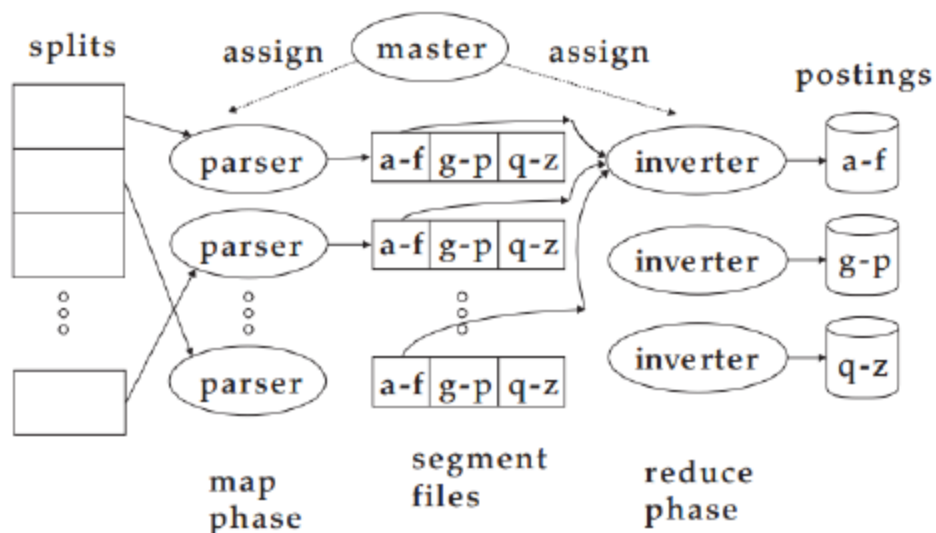 splits
assign
master
assign
postings
parser
a-f g-p q-z
inverter
a-f
parser
a-f g-p q-z
inverter
g-p
parser
a-f g-p q-z
inverter
q-z
map
phase
segment
files
reduce
phase